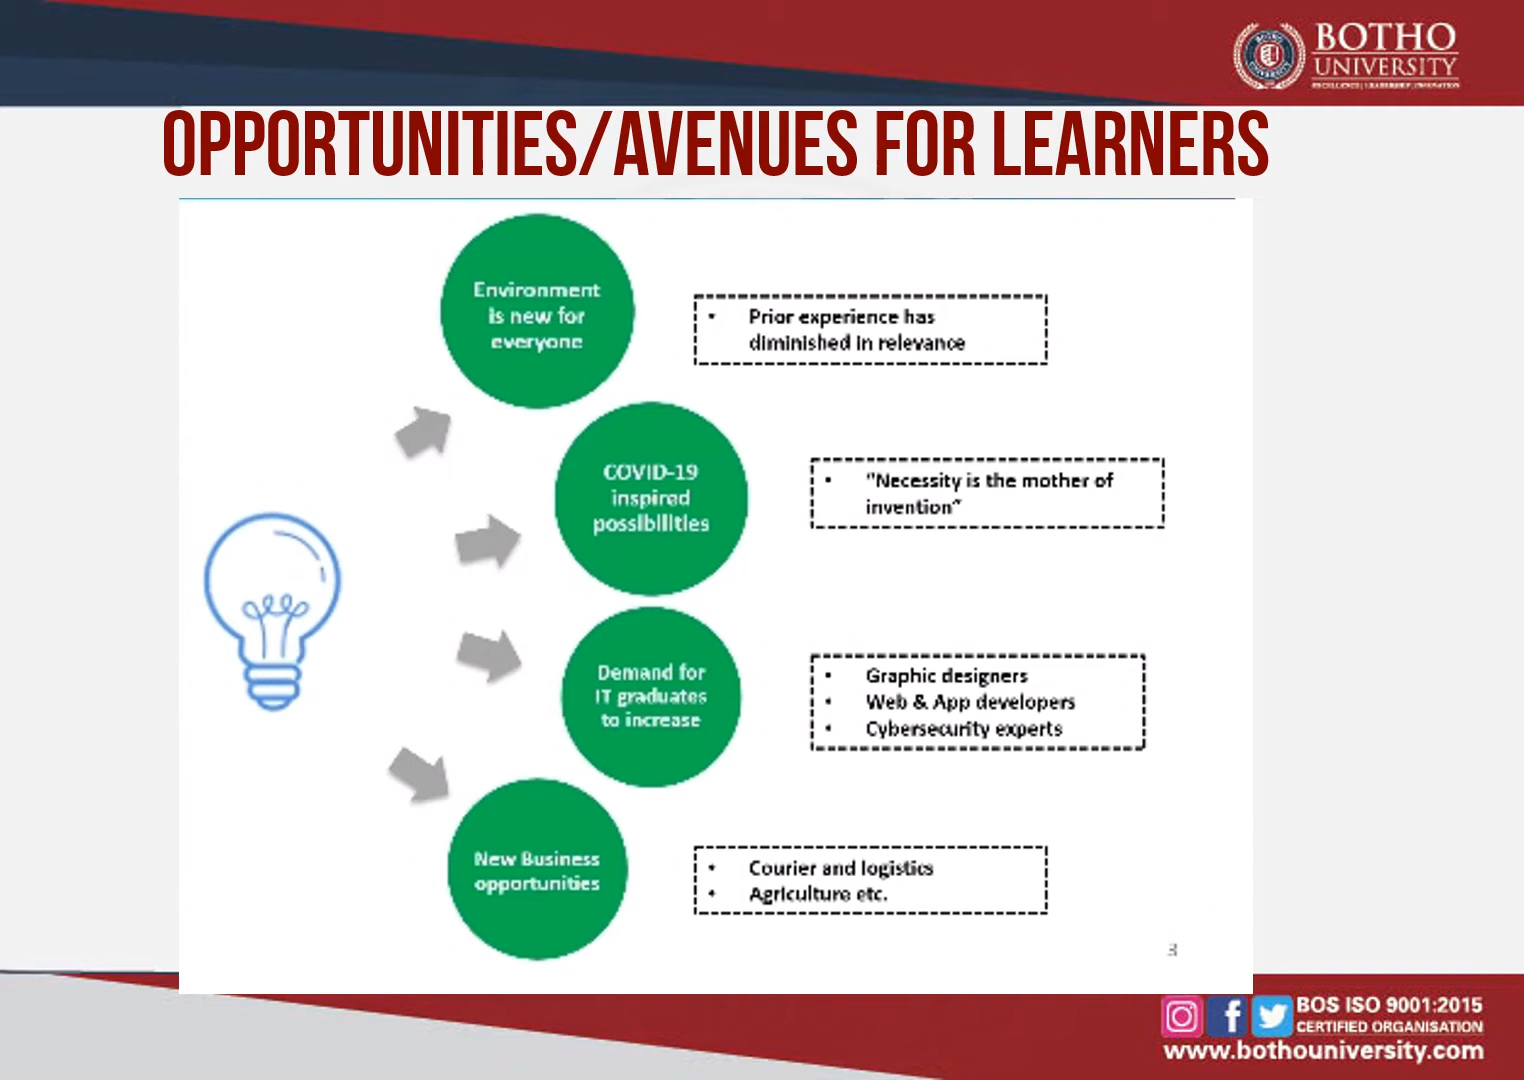 BOTHO
UNIVERSITY
EXCELLENCE | LEADERSHIP | INNOVATION
OPPORTUNITIES/AVENUES FOR LEARNERS
Environment
is new for
everyone
• Prior experience has
diminished in relevance
COVID-19
inspired
possibilities
• "Necessity is the mother of
invention"
Demand for
IT graduates
to increase
• Graphic designers
• Web & App developers
• Cybersecurity experts
New Business
opportunities
• Courier and logistics
• Agriculture etc.
3
BOS ISO 9001:2015
CERTIFIED ORGANISATION
www.bothouniversity.com